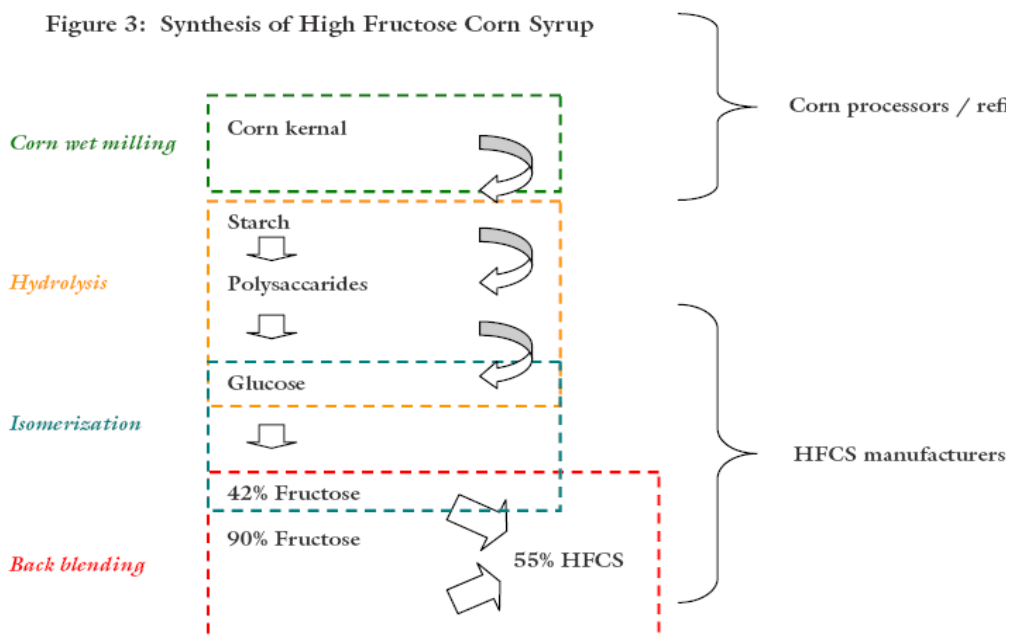 Figure 3: Synthesis of High Fructose Corn Syrup
Corn processors / refi
Corn kernal
Corn wet milling
Starch
Hydrolysis
Polysaccarides
Glucose
Isomerization
HFCS manufacturers
42% Fructose
90% Fructose
55% HFCS
Back blending